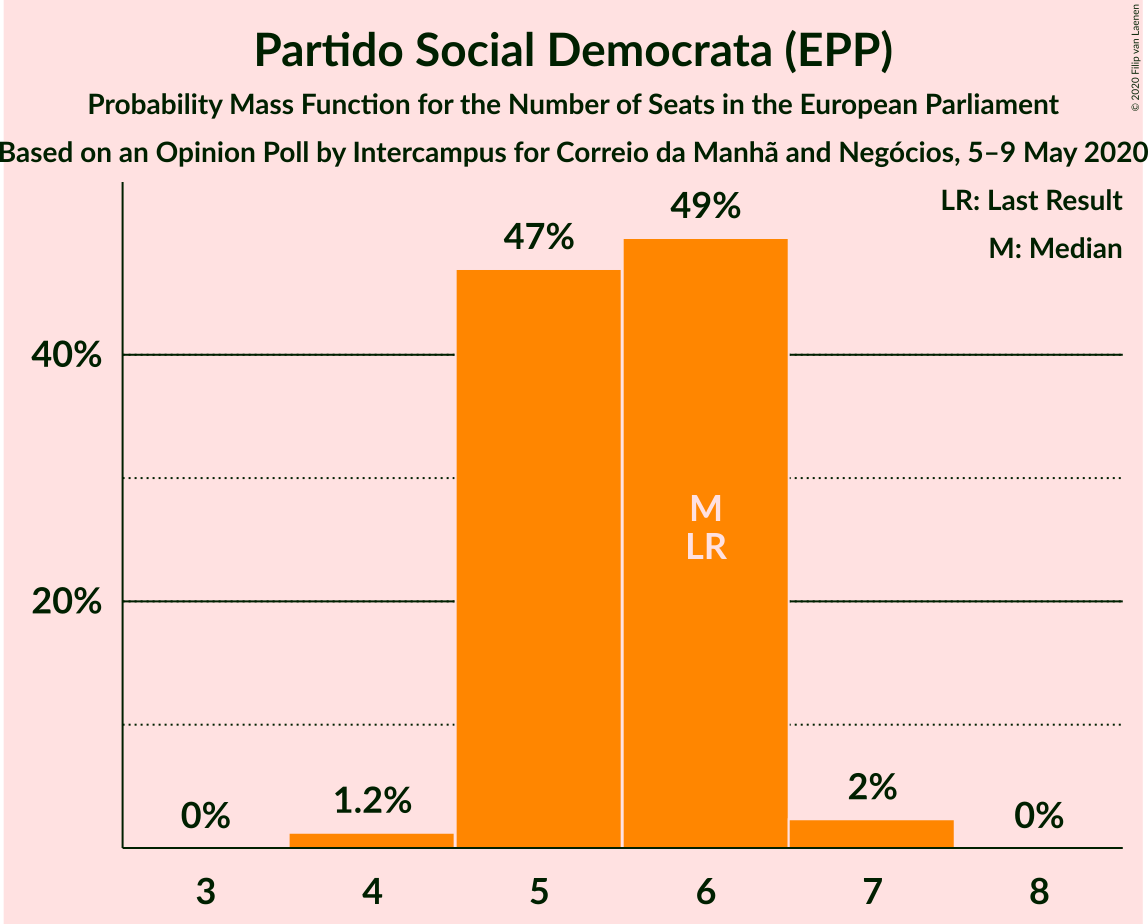 Partido Social Democrata (EPP)
Probability Mass Function for the Number of Seats in the European Parliament
Based on an Opinion Poll by Intercampus for Correio da Manhã and Negócios, 5–9 May 2020
© 2020 Filip van Laenen
LR: Last Result
M: Median
49%
47%
40%
M
LR
20%
2%
1.2%
0%
0%
3 4 5 6 7 8